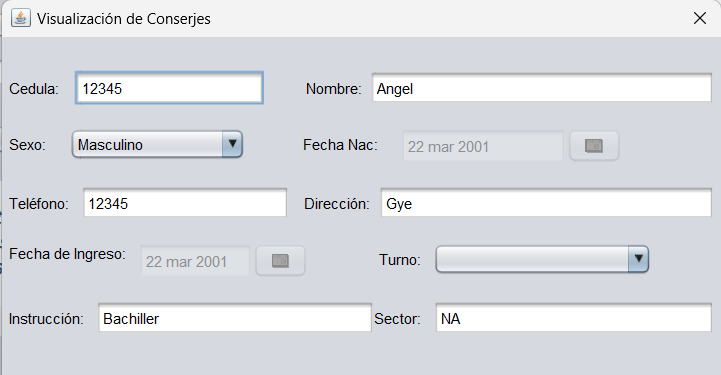 Visualización de Conserjes
Cedula: 12345 Nombre: Angel
Sexo: Masculino Fecha Nac: 22 mar 2001
Teléfono: 12345 Dirección: Gye
Fecha de Ingreso: 22 mar 2001 Turno:
Instrucción: Bachiller Sector: NA